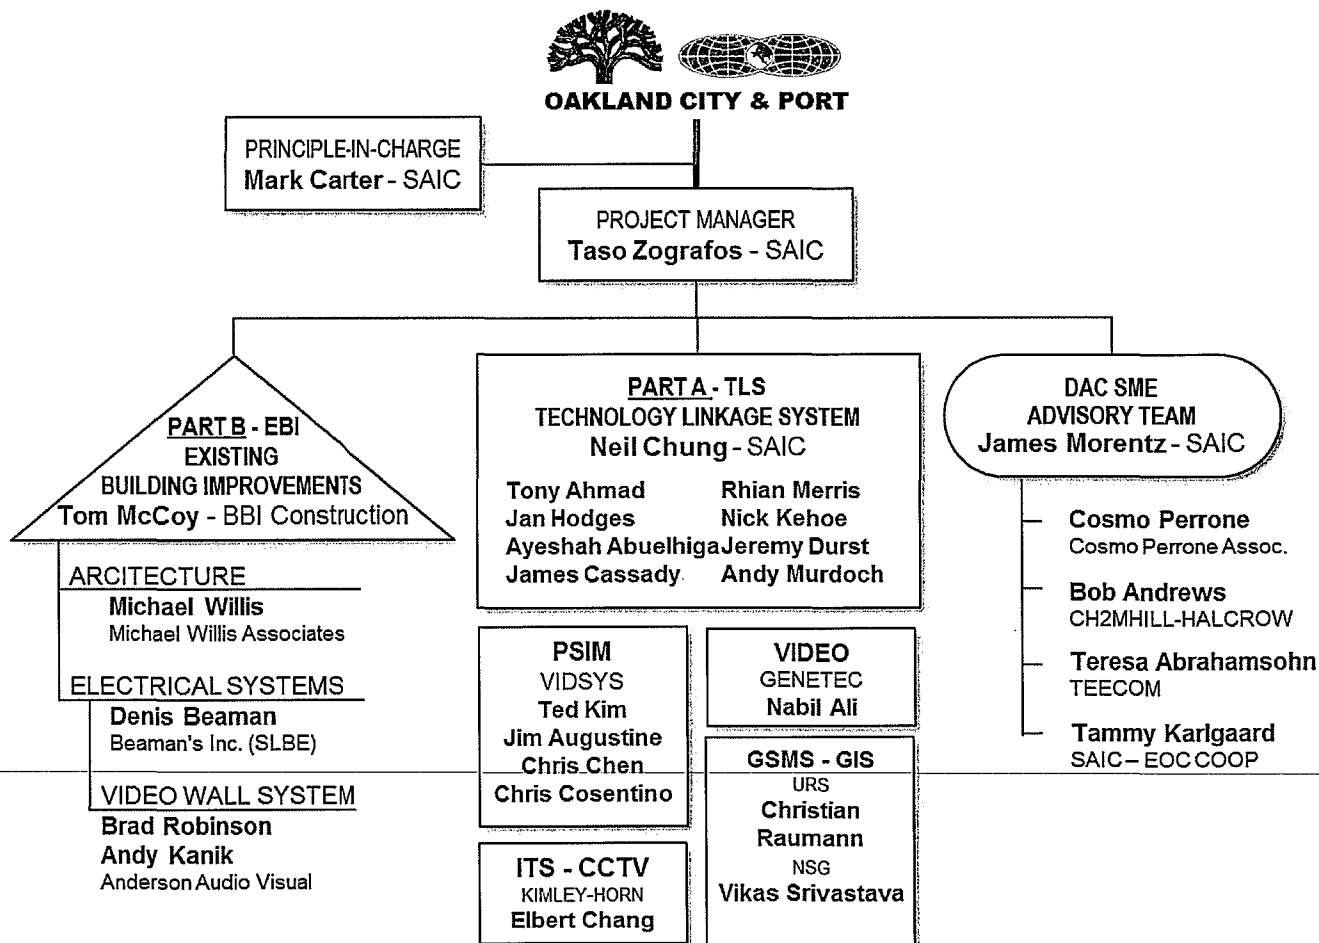 OAKLAND CITY & PORT
PRINCIPLE-IN-CHARGE
Mark Carter - SAIC
PROJECT MANAGER
Taso Zografos - SAIC
PART B - EBI
EXISTING
BUILDING IMPROVEMENTS
Tom McCoy - BBI Construction
ARCITECTURE
Michael Willis
Michael Willis Associates
ELECTRICAL SYSTEMS
Denis Beaman
Beaman's Inc. (SLBE)
VIDEO WALL SYSTEM
Brad Robinson
Andy Kanik
Anderson Audio Visual
PART A - TLS
TECHNOLOGY LINKAGE SYSTEM
Neil Chung - SAIC
Tony Ahmad Rhian Merris
Jan Hodges Nick Kehoe
Ayeshah Abuelhiga Jeremy Durst
James Cassady Andy Murdoch
PSIM
VIDSYS
Ted Kim
Jim Augustine
Chris Chen
Chris Cosentino
ITS - CCTV
KIMLEY-HORN
Elbert Chang
VIDEO
GENETEC
Nabil Ali
GSMS - GIS
URS
Christian
Raumann
NSG
Vikas Srivastava
DAC SME
ADVISORY TEAM
James Morentz - SAIC
Cosmo Perrone
Cosmo Perrone Assoc.
Bob Andrews
CH2MHILL-HALCROW
Teresa Abrahamsohn
TEECOM
Tammy Karlgaard
SAIC – EOC COOP